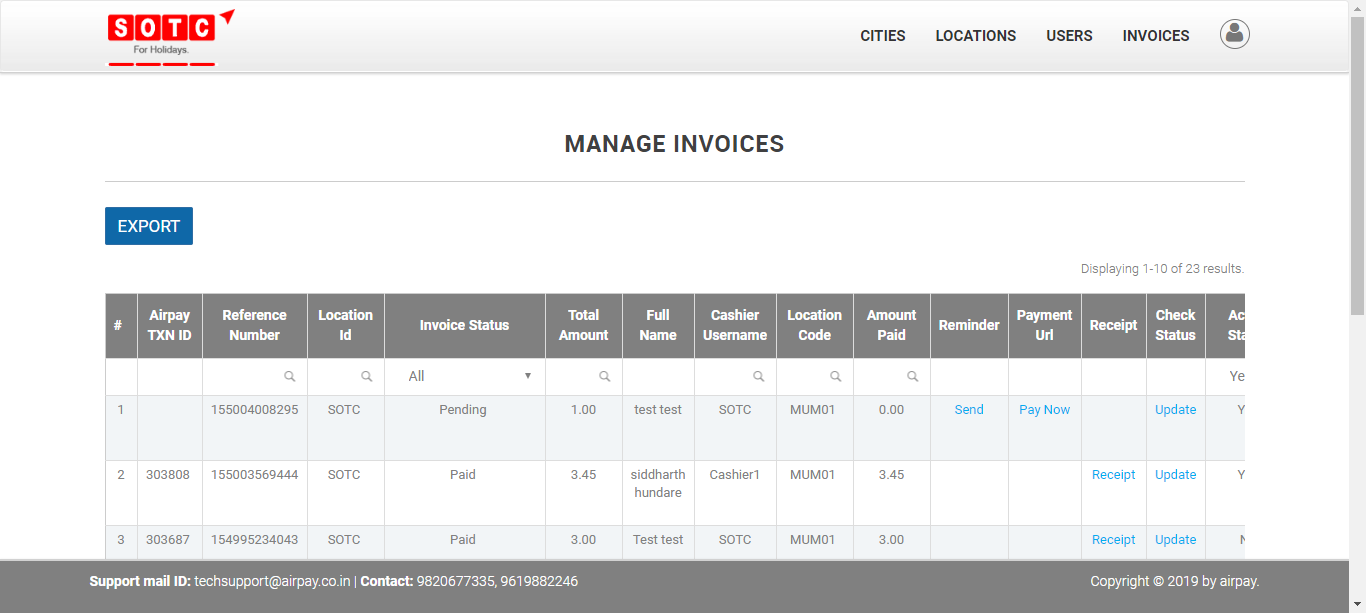 SOTC
For Holidays.
CITIES LOCATIONS USERS INVOICES
MANAGE INVOICES
EXPORT
Displaying 1-10 of 23 results.
# Airpay TXN ID Reference Number Location Id Invoice Status Total Amount Full Name Cashier Username Location Code Amount Paid Reminder Payment Url Receipt Check Status Ac Sta
All Ye
1 155004008295 SOTC Pending 1.00 test test SOTC MUM01 0.00 Send Pay Now Update Y
2 303808 155003569444 SOTC Paid 3.45 siddharth hundare Cashier1 MUM01 3.45 Receipt Update Y
3 303687 154995234043 SOTC Paid 3.00 Test test SOTC MUM01 3.00 Receipt Update N
Support mail ID: techsupport@airpay.co.in | Contact: 9820677335, 9619882246 Copyright © 2019 by airpay.